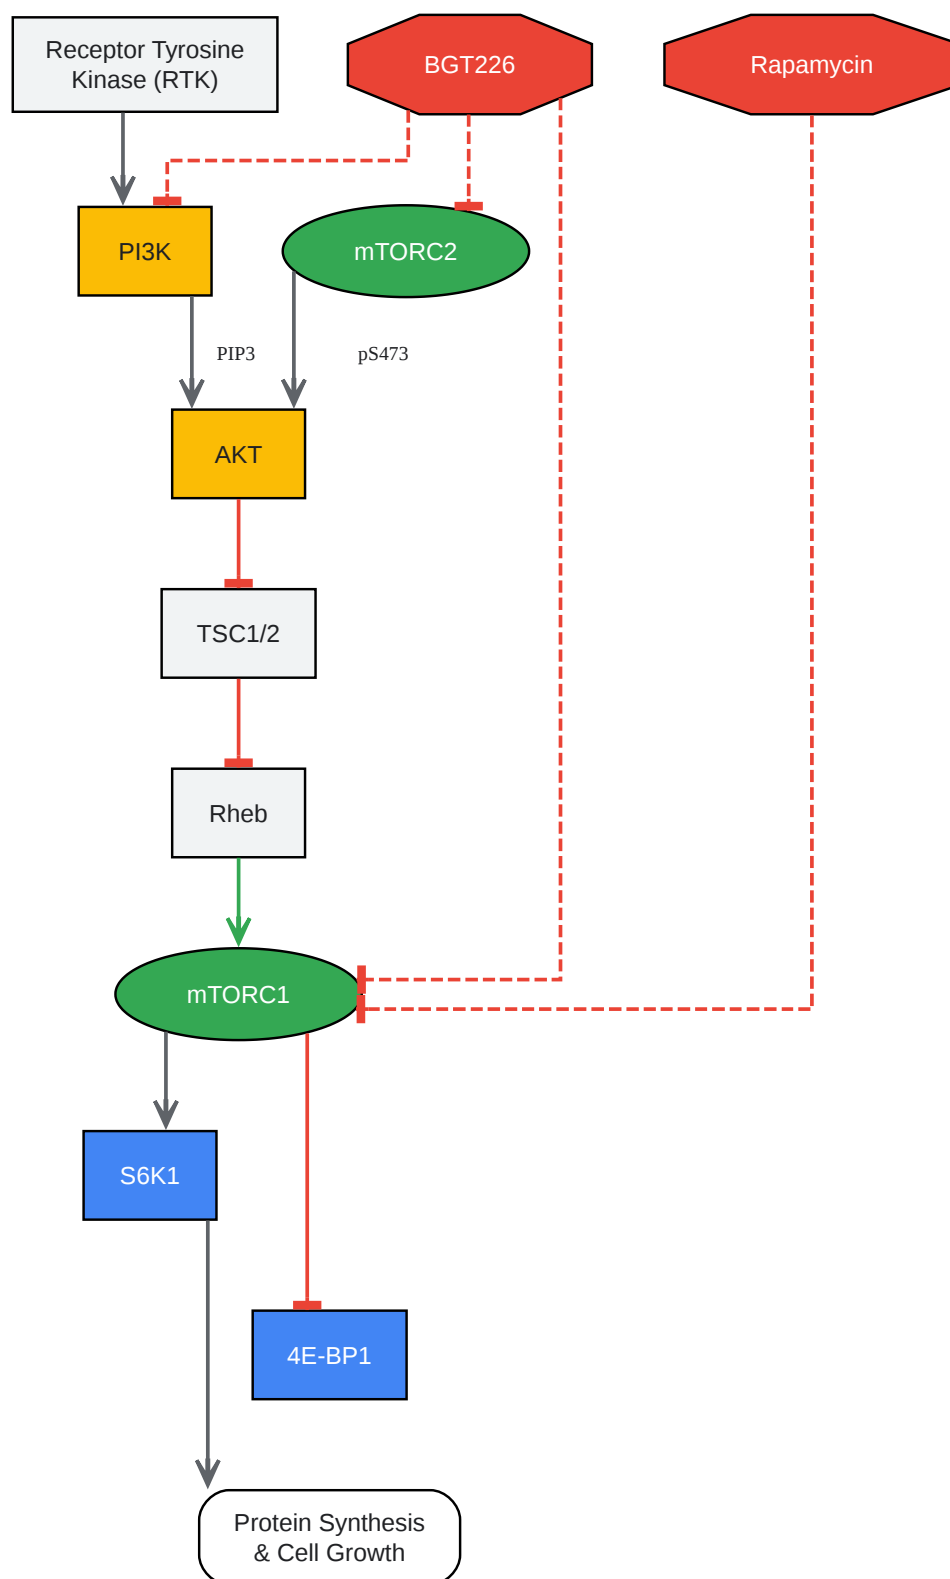 Receptor Tyrosine
Kinase (RTK)
BGT226
Rapamycin
PI3K
mTORC2
PIP3
pS473
AKT
TSC1/2
Rheb
mTORC1
S6K1
4E-BP1
Protein Synthesis
& Cell Growth